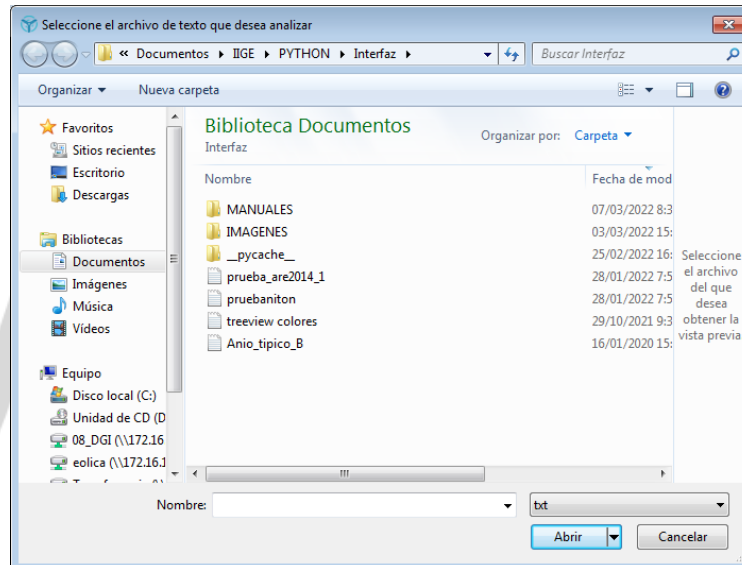 Seleccione el archivo de texto que desea analizar
« Documentos ▸ IIGE ▸ PYTHON ▸ Interfaz ▸
Buscar Interfaz
Organizar ▾
Nueva carpeta
Favoritos
Sitios recientes
Escritorio
Descargas
Bibliotecas
Documentos
Imágenes
Música
Vídeos
Equipo
Disco local (C:)
Unidad de CD (D
08_DGI (\\172.16
eolica (\\172.16.1
Biblioteca Documentos
Interfaz
Organizar por: Carpeta ▾
Nombre Fecha de mod
MANUALES 07/03/2022 8:3
IMAGENES 03/03/2022 15:
__pycache__ 25/02/2022 16:
prueba_are2014_1 28/01/2022 7:5
pruebaniton 28/01/2022 7:5
treeview colores 29/10/2021 9:3
Anio_tipico_B 16/01/2020 15:
Seleccione
el archivo
del que
desea
obtener la
vista previa
Nombre:
txt
Abrir
Cancelar